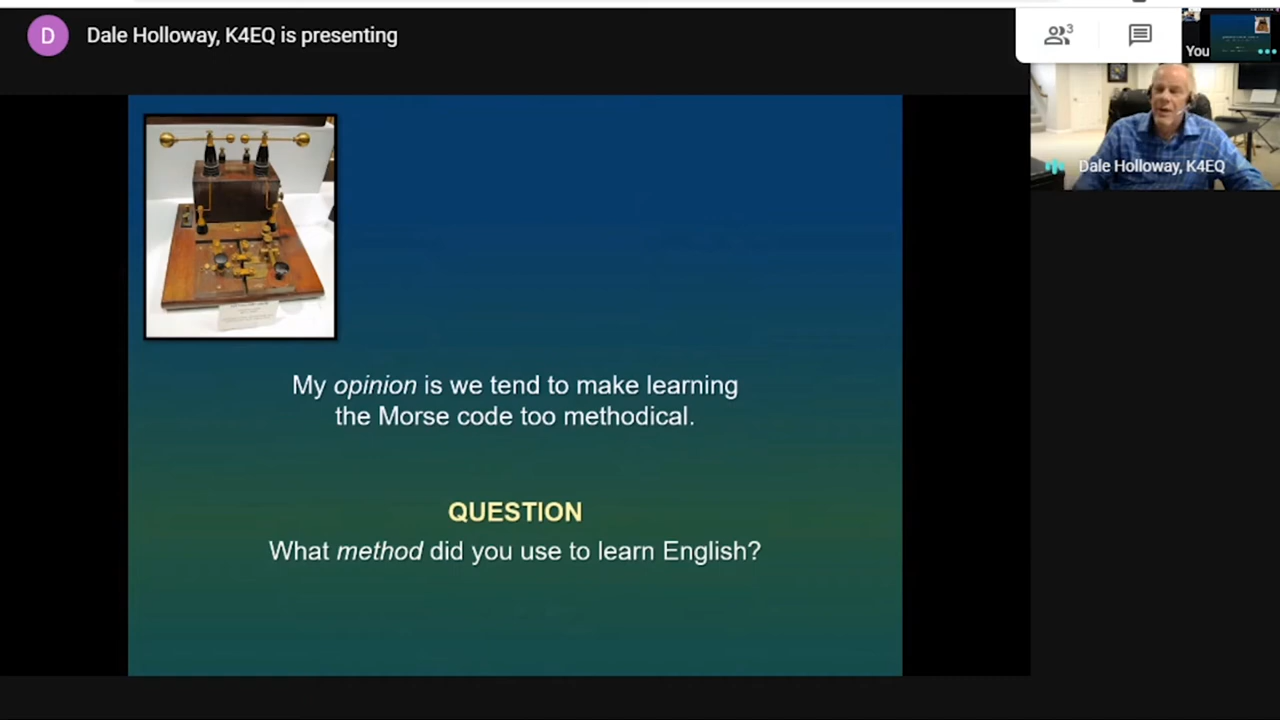 D
Dale Holloway, K4EQ is presenting
3
You
Dale Holloway, K4EQ
My opinion is we tend to make learning
the Morse code too methodical.
QUESTION
What method did you use to learn English?